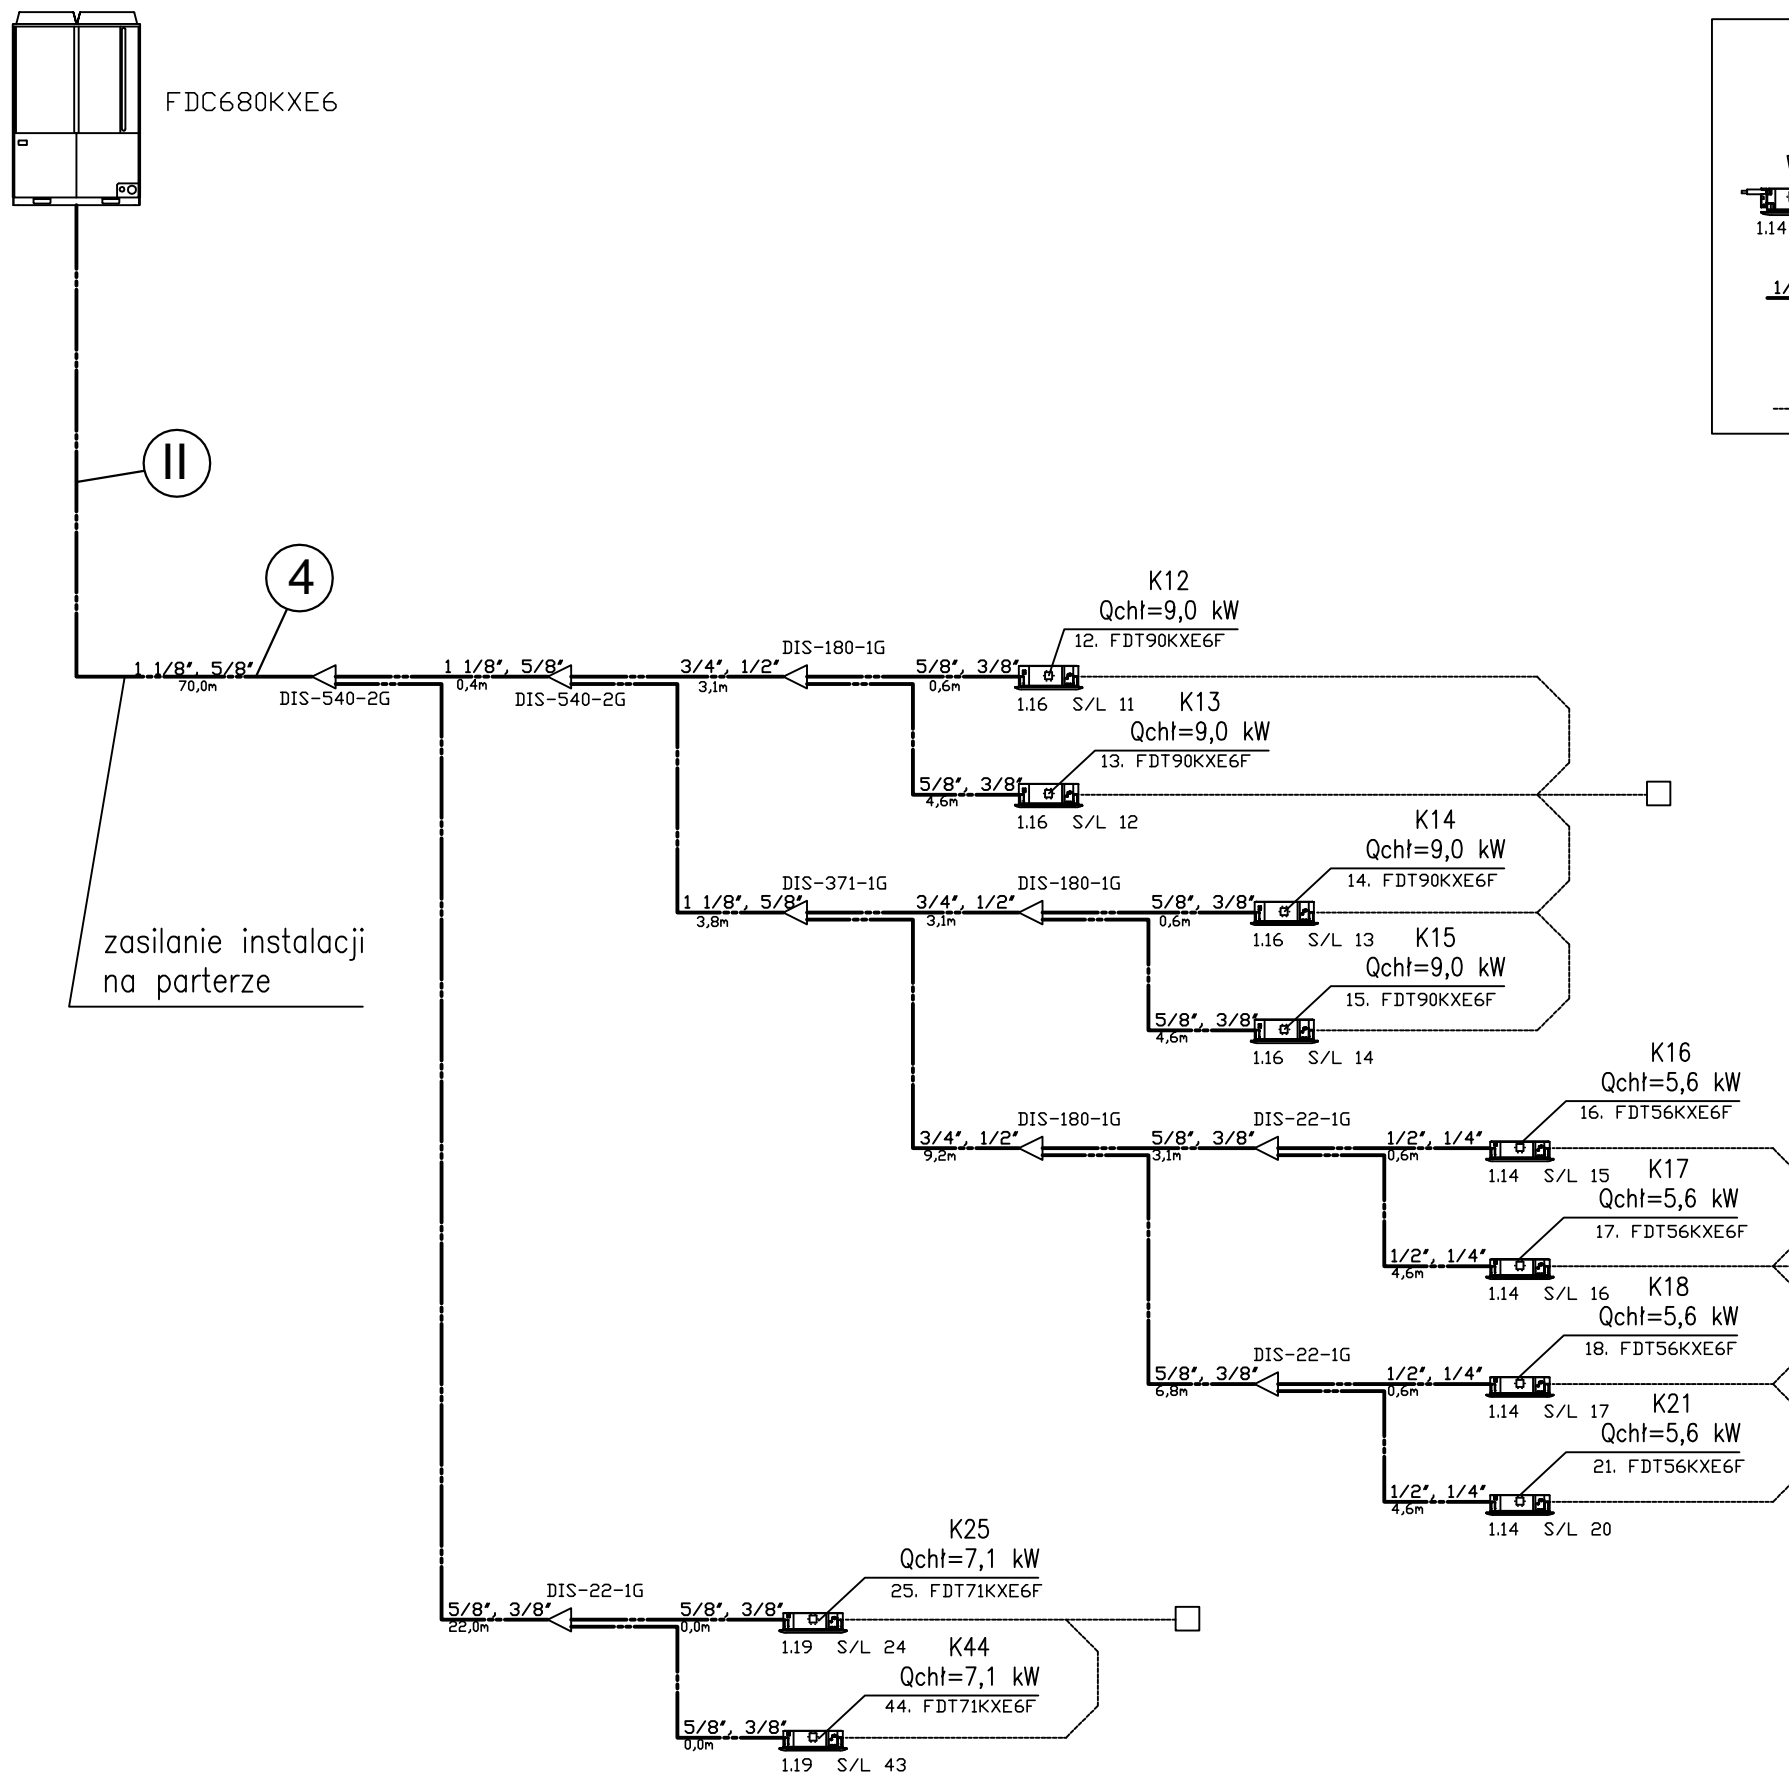 FDC680KXE6
1.14
II
4
K12
Qchł=9,0 kW
12. FDT90KXE6F
DIS-180-1G
1 1/8", 5/8"
70,0m
DIS-540-2G
1 1/8", 5/8"
0,4m
DIS-540-2G
3/4", 1/2"
3,1m
5/8", 3/8"
0,6m
1.16 S/L 11
K13
Qchł=9,0 kW
13. FDT90KXE6F
5/8", 3/8"
4,6m
1.16 S/L 12
K14
Qchł=9,0 kW
14. FDT90KXE6F
DIS-371-1G
DIS-180-1G
1 1/8", 5/8"
3,8m
3/4", 1/2"
3,1m
5/8", 3/8"
0,6m
1.16 S/L 13
zasilanie instalacji
na parterze
K15
Qchł=9,0 kW
15. FDT90KXE6F
5/8", 3/8"
4,6m
1.16 S/L 14
K16
Qchł=5,6 kW
16. FDT56KXE6F
DIS-180-1G
DIS-22-1G
3/4", 1/2"
9,2m
5/8", 3/8"
3,1m
1/2", 1/4"
0,6m
1.14 S/L 15
K17
Qchł=5,6 kW
17. FDT56KXE6F
1/2", 1/4"
4,6m
1.14 S/L 16
K18
Qchł=5,6 kW
18. FDT56KXE6F
DIS-22-1G
5/8", 3/8"
6,8m
1/2", 1/4"
0,6m
1.14 S/L 17
K21
Qchł=5,6 kW
21. FDT56KXE6F
1/2", 1/4"
4,6m
1.14 S/L 20
K25
Qchł=7,1 kW
25. FDT71KXE6F
DIS-22-1G
5/8", 3/8"
22,0m
5/8", 3/8"
0,0m
1.19 S/L 24
K44
Qchł=7,1 kW
44. FDT71KXE6F
5/8", 3/8"
0,0m
1.19 S/L 43